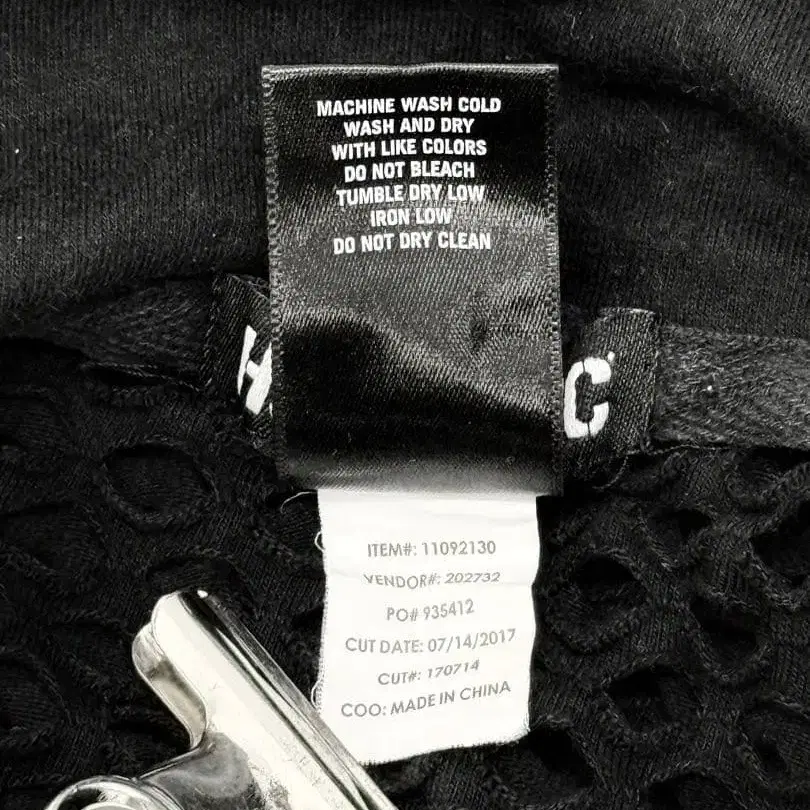 MACHINE WASH COLD
WASH AND DRY
WITH LIKE COLORS
DO NOT BLEACH
TUMBLE DRY LOW
IRON LOW
DO NOT DRY CLEAN
H C
ITEM#: 11092130
VENDOR#: 202732
PO# 935412
CUT DATE: 07/14/2017
CUT#: 170714
COO: MADE IN CHINA